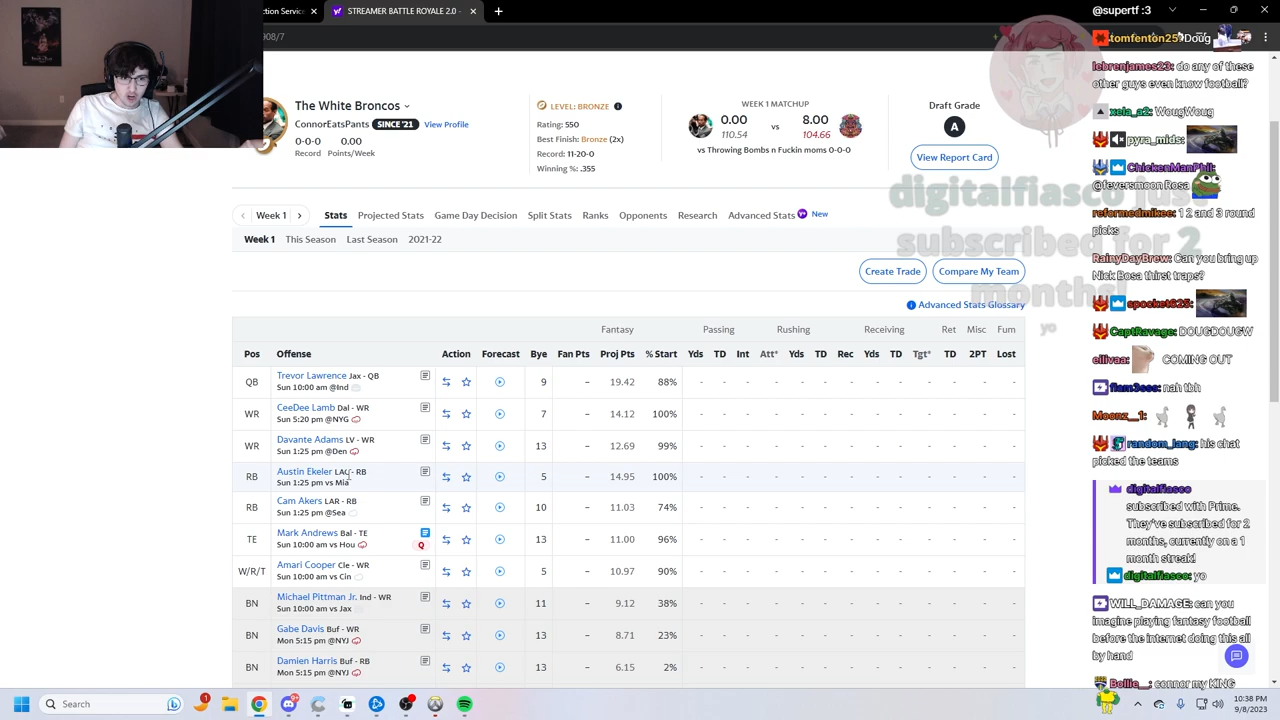 ction SUNI
STREAMER BATTLE ROYALE 2.0 -
908/7
The White Broncos
ConnorEatsPants SINCE '21 View Profile
0-0-0 0.00
Record Points/Week
LEVEL: BRONZE
Rating: 550
Best Finish: Bronze (2x)
Record: 11-20-0
Winning %: .355
WEEK 1 MATCHUP
0.00 vs 8.00
110.54 104.66
vs Throwing Bombs n Fuckin moms 0-0-0
Draft Grade
A
View Report Card
Week 1 Stats Projected Stats Game Day Decision Split Stats Ranks Opponents Research Advanced Stats New
Week 1 This Season Last Season 2021-22
Create Trade Compare My Team
Advanced Stats Glossary
Fantasy Passing Rushing Receiving Ret Misc Fum
Pos Offense Action Forecast Bye Fan Pts Proj Pts % Start Yds TD Int Att* Yds TD Rec Yds TD Tgt* TD 2PT Lost
QB Trevor Lawrence Jax - QB 9 – 19.42 88% - - - - - - - - - - - - -
Sun 10:00 am @Ind
WR CeeDee Lamb Dal - WR 7 – 14.12 100% - - - - - - - - - - - - -
Sun 5:20 pm @NYG
WR Davante Adams LV - WR 13 – 12.69 99% - - - - - - - - - - - - -
Sun 1:25 pm @Den
RB Austin Ekeler LAC - RB 5 – 14.95 100% - - - - - - - - - - - - -
Sun 1:25 pm vs Mia
RB Cam Akers LAR - RB 10 – 11.03 74% - - - - - - - - - - - - -
Sun 1:25 pm @Sea
TE Mark Andrews Bal - TE 13 – 11.00 96% - - - - - - - - - - - - -
Sun 10:00 am vs Hou Q
W/R/T Amari Cooper Cle - WR 5 – 10.97 90% - - - - - - - - - - - - -
Sun 10:00 am vs Cin
BN Michael Pittman Jr. Ind - WR 11 – 9.12 38% - - - - - - - - - - - - -
Sun 10:00 am vs Jax
BN Gabe Davis Buf - WR 13 – 8.71 23% - - - - - - - - - - - - -
Mon 5:15 pm @NYJ
BN Damien Harris Buf - RB 13 – 6.15 2% - - - - - - - - - - - - -
Mon 5:15 pm @NYJ
digitalfiasco just
subscribed for 2
months!
yo
tomfenton25: Doug
lebrenjames23: do any of these
other guys even know football?
xela_a2: WougWoug
pyra_mids:
ChickenManPhil:
@feversmoon Rosa
reformedmikee: 1 2 and 3 round
picks
RainyDayBrew: Can you bring up
Nick Bosa thirst traps?
spocket625:
CaptRavage: DOUGDOUGW
eilivaa: COMING OUT
nah tbh
Moonz__1:
random_lang: his chat
picked the teams
digitalfiasco
subscribed with Prime.
They've subscribed for 2
months, currently on a 1
month streak!
digitalfiasco: yo
WILL_DAMAGE: can you
imagine playing fantasy football
before the internet doing this all
by hand
Bellie__: connor my KING
Search
10:38 PM
9/8/2023